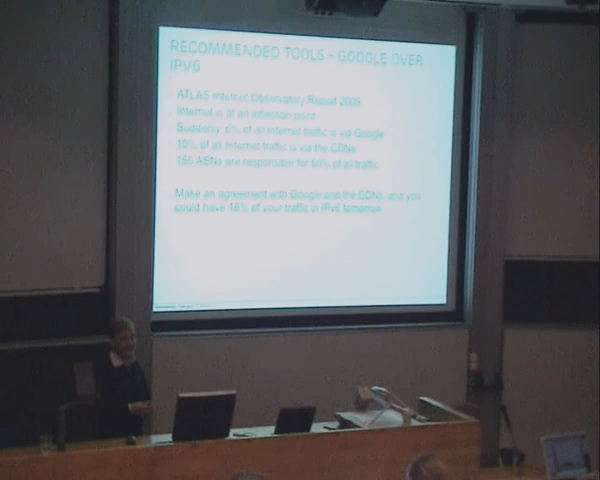 RECOMMENDED TOOLS – GOOGLE OVER
IPV6
ATLAS Internet Observatory Report 2009
Internet is at an inflection point
Suddenly, 6% of all Internet traffic is via Google
10% of all Internet traffic is via the CDNs
150 ASNs are responsible for 50% of all traffic
Make an agreement with Google and the CDNs and you
could have 16% of your traffic in IPv6 tomorrow